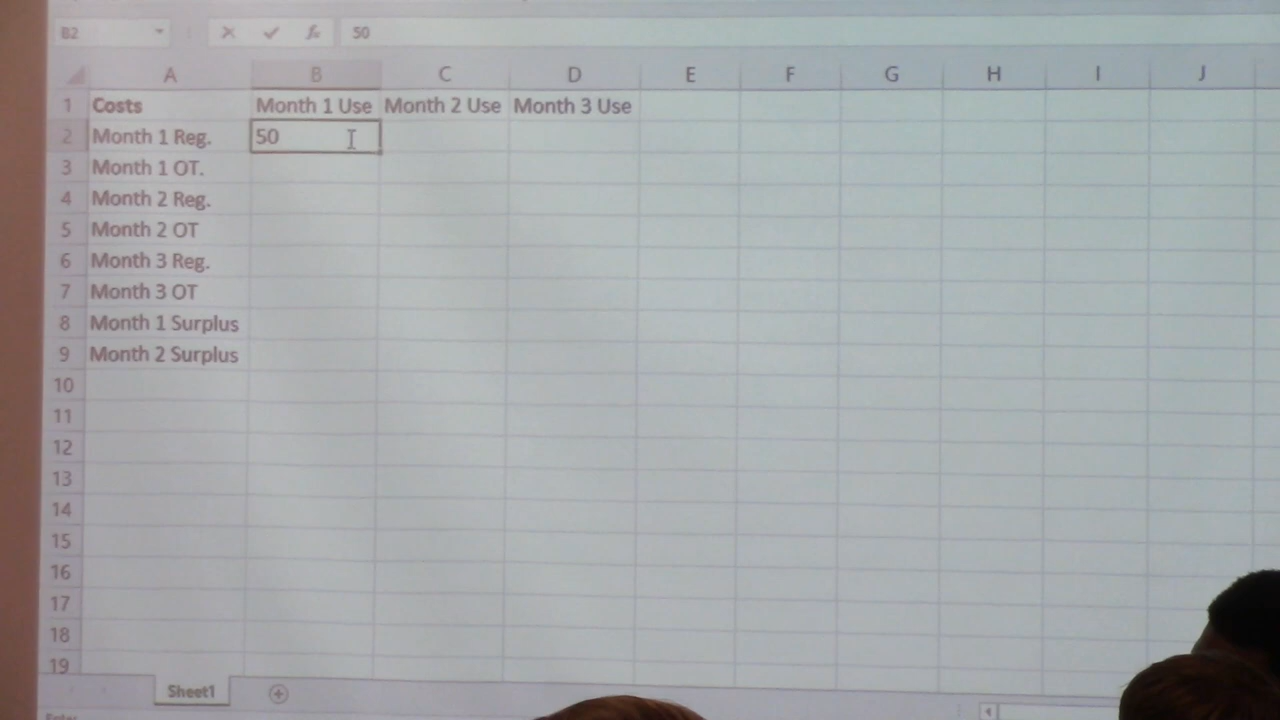 B2 fx 50
A B C D E F G H I J
1 Costs Month 1 Use Month 2 Use Month 3 Use
2 Month 1 Reg. 50
3 Month 1 OT.
4 Month 2 Reg.
5 Month 2 OT
6 Month 3 Reg.
7 Month 3 OT
8 Month 1 Surplus
9 Month 2 Surplus
10
11
12
13
14
15
16
17
18
19
Sheet1